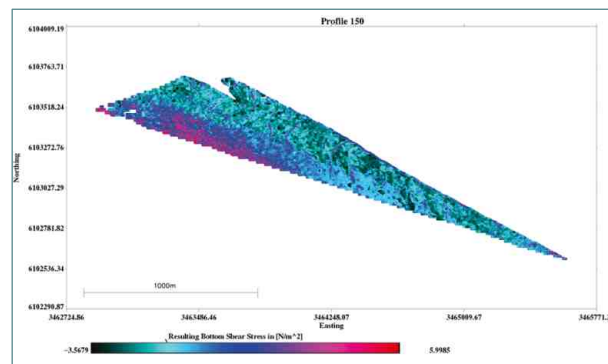 Profile 150
6104009.19
6103763.71
6103518.24
6103272.76
6103027.29
6102781.82
6102536.34
6102290.87
Northing
1000m
3462724.86 3463486.46 3464248.07 3465009.67 3465771.
Easting
Resulting Bottom Shear Stress in [N/m^2]
-3.5679 5.9985